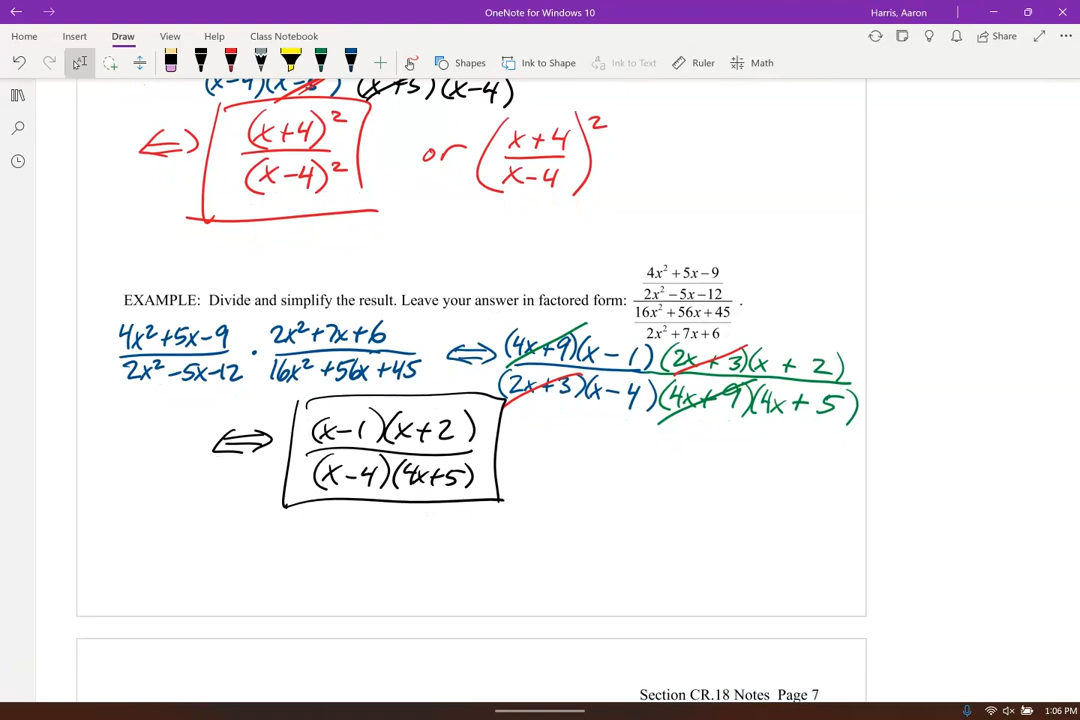 OneNote for Windows 10
Harris, Aaron
Home Insert Draw View Help Class Notebook
Share
Shapes Ink to Shape Ink to Text Ruler Math
(x-4) (x+5)(x-4)
⇔ (x+4)² / (x-4)² or ((x+4)/(x-4))²
EXAMPLE: Divide and simplify the result. Leave your answer in factored form: ((4x² + 5x − 9)/(2x² − 5x − 12)) / ((16x² + 56x + 45)/(2x² + 7x + 6)) .
(4x²+5x-9)/(2x²-5x-12) · (2x²+7x+6)/(16x²+56x+45) ⇔ (4x+9)(x-1)(2x+3)(x+2) / (2x+3)(x-4)(4x+9)(4x+5)
⇔ (x-1)(x+2) / (x-4)(4x+5)
Section CR.18 Notes Page 7
1:06 PM